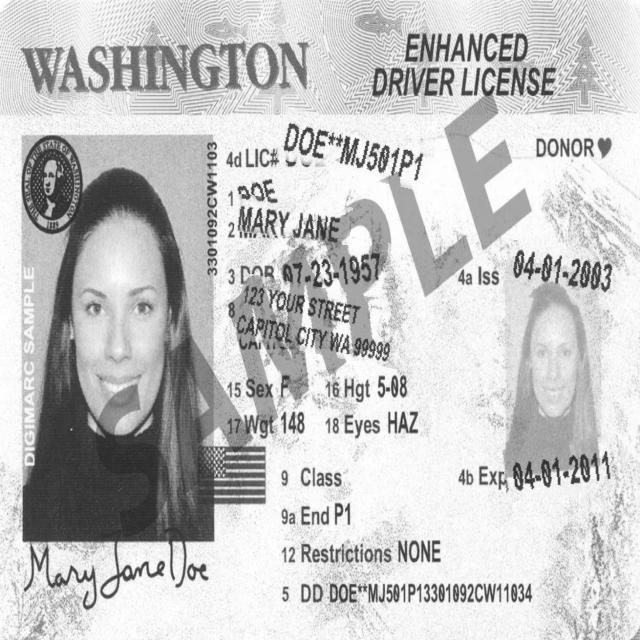 WASHINGTON
ENHANCED
DRIVER LICENSE
4d LIC# DOE**MJ501P1
DONOR
1 DOE
2 MARY JANE
3 DOB 07-23-1957
4a Iss 04-01-2003
8 123 YOUR STREET
CAPITOL CITY WA 99999
15 Sex F 16 Hgt 5-08
17 Wgt 148 18 Eyes HAZ
9 Class
4b Exp 04-01-2011
9a End P1
12 Restrictions NONE
5 DD DOE**MJ501P13301092CW11034
3301092CW1103
DIGIMARC SAMPLE
THE SEAL OF THE STATE OF WASHINGTON
1889
SAMPLE
Mary Jane Doe